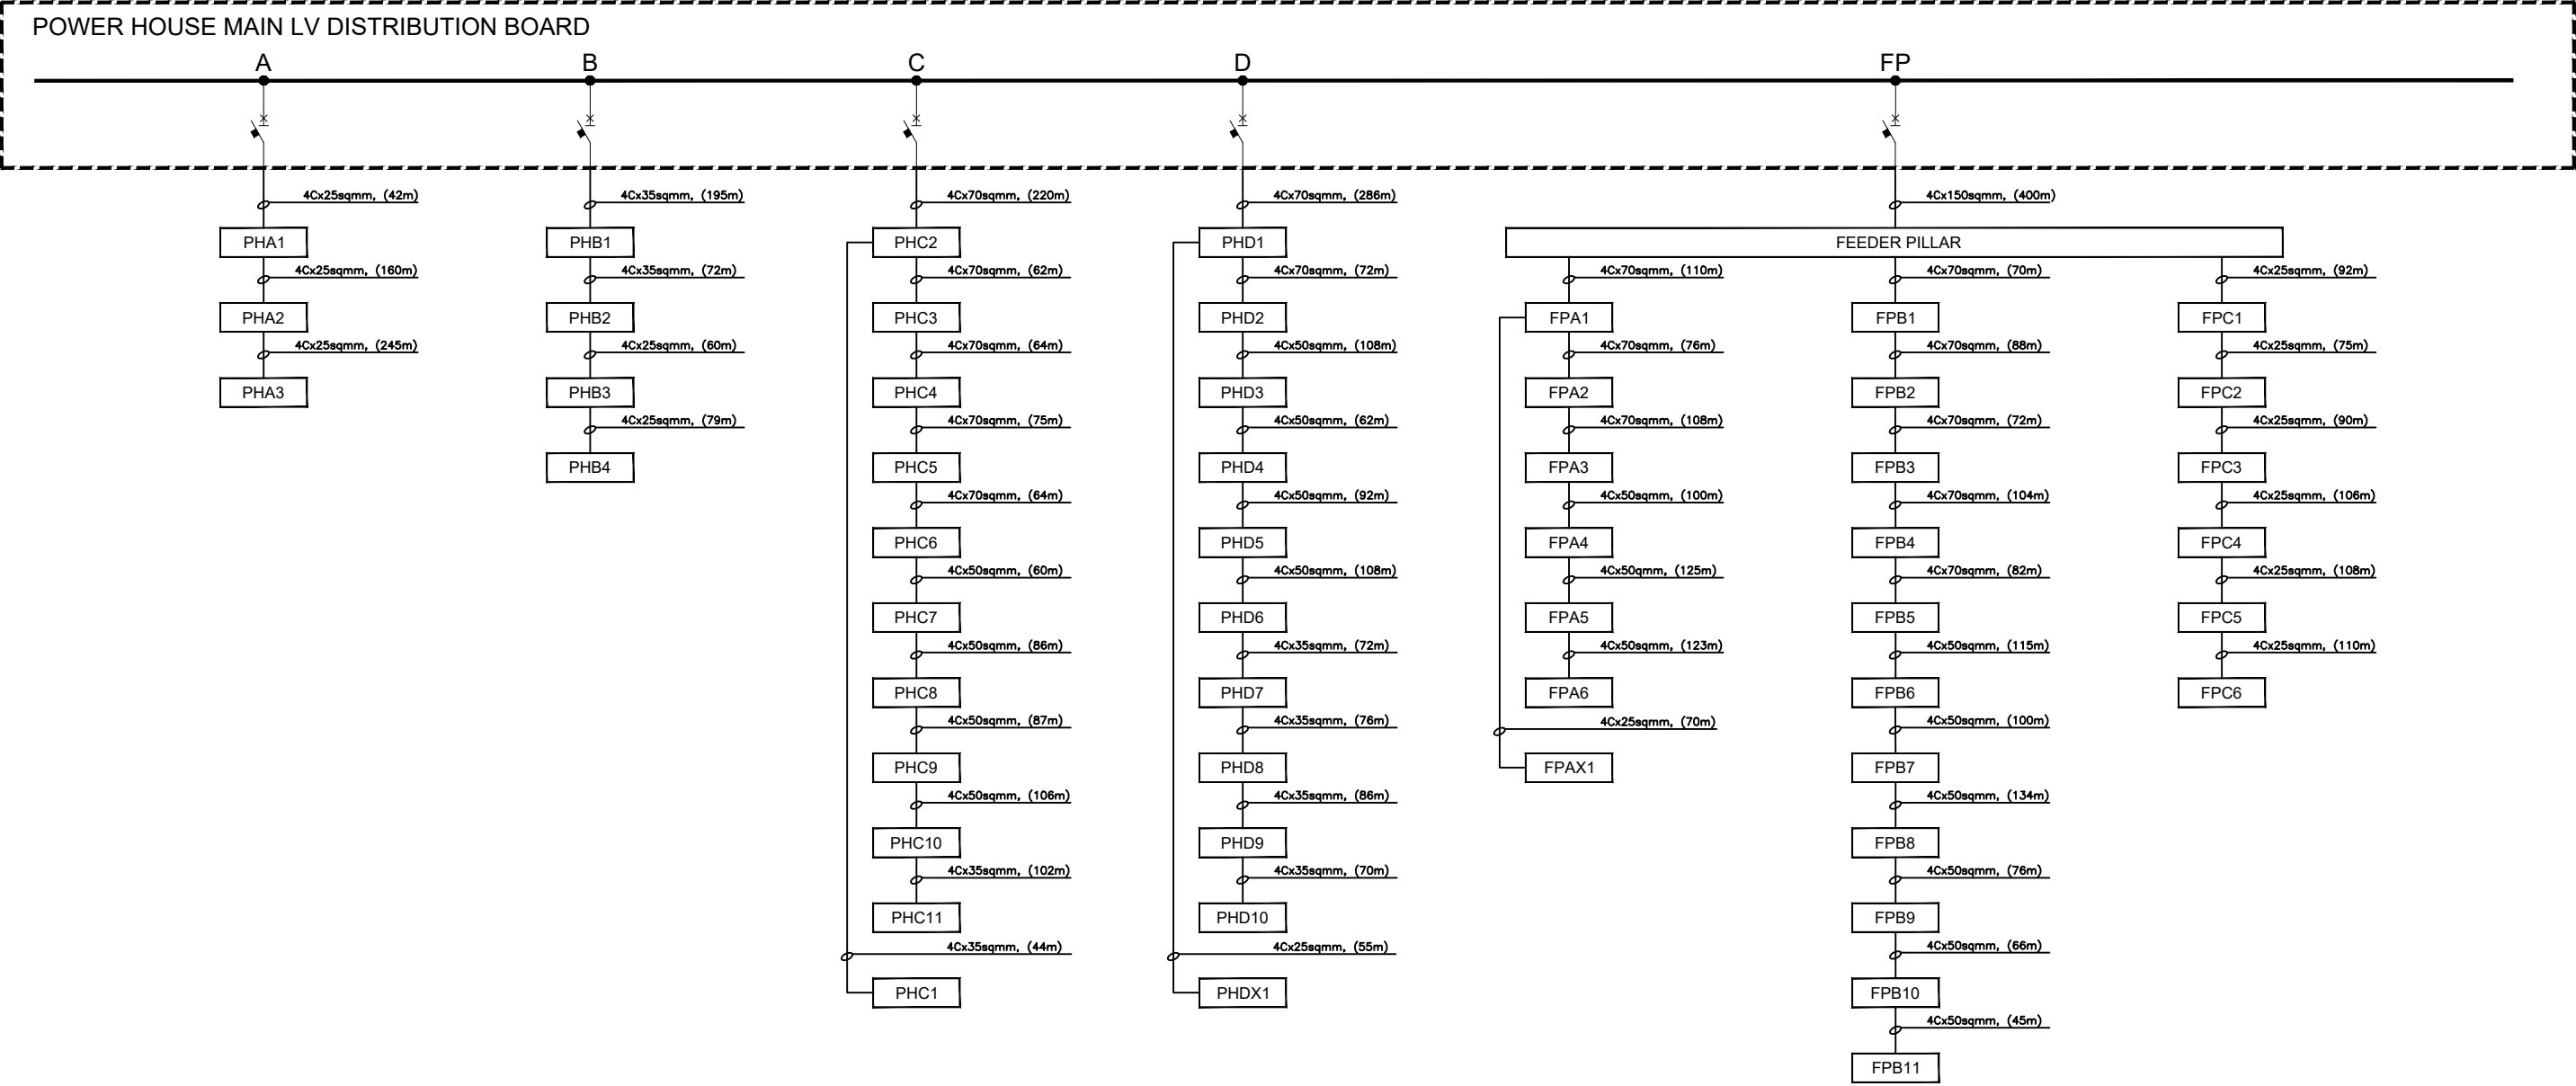 POWER HOUSE MAIN LV DISTRIBUTION BOARD
A B C D FP
4Cx25sqmm, (42m) 4Cx35sqmm, (195m) 4Cx70sqmm, (220m) 4Cx70sqmm, (286m) 4Cx150sqmm, (400m)
PHA1 PHB1 PHC2 PHD1 FEEDER PILLAR
4Cx25sqmm, (160m) 4Cx35sqmm, (72m) 4Cx70sqmm, (62m) 4Cx70sqmm, (72m) 4Cx70sqmm, (110m) 4Cx70sqmm, (70m) 4Cx25sqmm, (92m)
PHA2 PHB2 PHC3 PHD2 FPA1 FPB1 FPC1
4Cx25sqmm, (245m) 4Cx25sqmm, (60m) 4Cx70sqmm, (64m) 4Cx50sqmm, (108m) 4Cx70sqmm, (76m) 4Cx70sqmm, (88m) 4Cx25sqmm, (75m)
PHA3 PHB3 PHC4 PHD3 FPA2 FPB2 FPC2
4Cx25sqmm, (79m) 4Cx70sqmm, (75m) 4Cx50sqmm, (62m) 4Cx70sqmm, (108m) 4Cx70sqmm, (72m) 4Cx25sqmm, (90m)
PHB4 PHC5 PHD4 FPA3 FPB3 FPC3
4Cx70sqmm, (64m) 4Cx50sqmm, (92m) 4Cx50sqmm, (100m) 4Cx70sqmm, (104m) 4Cx25sqmm, (106m)
PHC6 PHD5 FPA4 FPB4 FPC4
4Cx50sqmm, (60m) 4Cx50sqmm, (108m) 4Cx50qmm, (125m) 4Cx70sqmm, (82m) 4Cx25sqmm, (108m)
PHC7 PHD6 FPA5 FPB5 FPC5
4Cx50sqmm, (86m) 4Cx35sqmm, (72m) 4Cx50sqmm, (123m) 4Cx50sqmm, (115m) 4Cx25sqmm, (110m)
PHC8 PHD7 FPA6 FPB6 FPC6
4Cx50sqmm, (87m) 4Cx35sqmm, (76m) 4Cx25sqmm, (70m) 4Cx50sqmm, (100m)
PHC9 PHD8 FPAX1 FPB7
4Cx50sqmm, (106m) 4Cx35sqmm, (86m) 4Cx50sqmm, (134m)
PHC10 PHD9 FPB8
4Cx35sqmm, (102m) 4Cx35sqmm, (70m) 4Cx50sqmm, (76m)
PHC11 PHD10 FPB9
4Cx35sqmm, (44m) 4Cx25sqmm, (55m) 4Cx50sqmm, (66m)
PHC1 PHDX1 FPB10
4Cx50sqmm, (45m)
FPB11